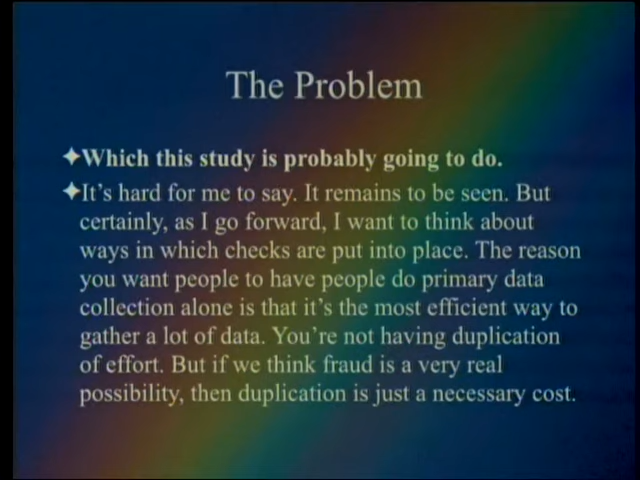 The Problem
✦Which this study is probably going to do.
✦It's hard for me to say. It remains to be seen. But
certainly, as I go forward, I want to think about
ways in which checks are put into place. The reason
you want people to have people do primary data
collection alone is that it's the most efficient way to
gather a lot of data. You're not having duplication
of effort. But if we think fraud is a very real
possibility, then duplication is just a necessary cost.